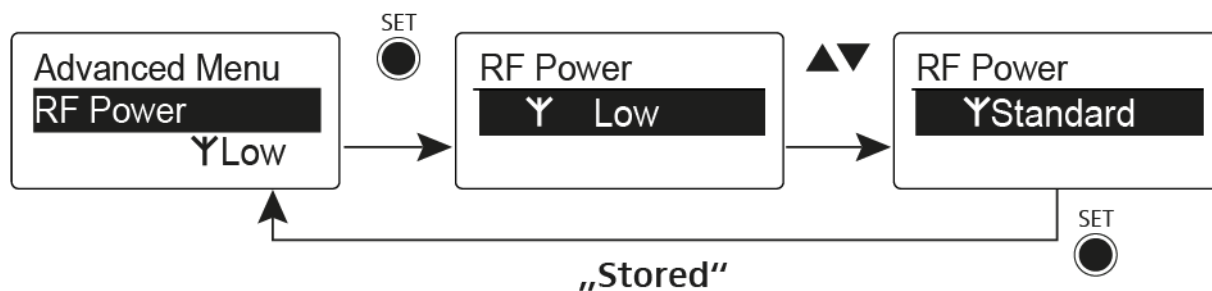 SET
Advanced Menu
RF Power
Low
RF Power
Low
RF Power
Standard
SET
„Stored“